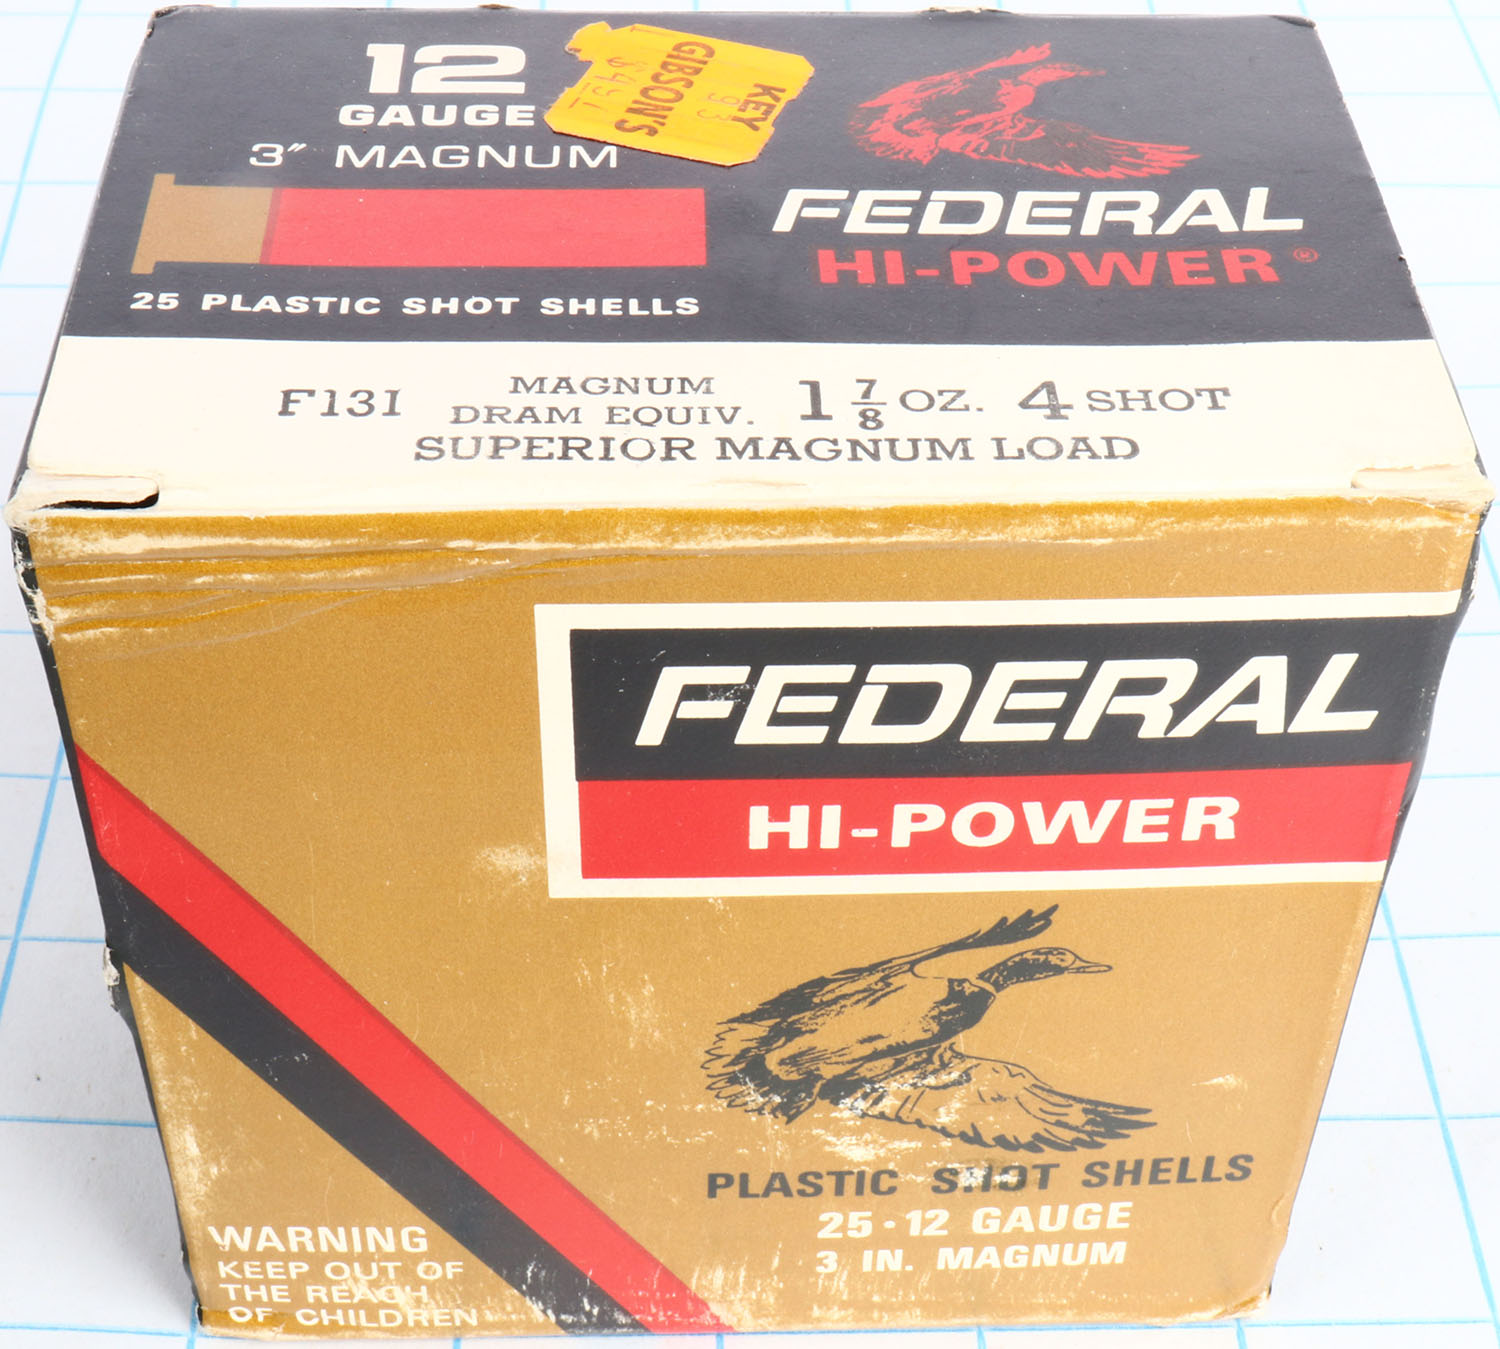 12
GAUGE
3″ MAGNUM
25 PLASTIC SHOT SHELLS
KEY
93
GIBSON'S
FEDERAL
HI-POWER®
F131
MAGNUM
DRAM EQUIV.
1 7/8 OZ. 4 SHOT
SUPERIOR MAGNUM LOAD
FEDERAL
HI-POWER
PLASTIC SHOT SHELLS
25 · 12 GAUGE
3 IN. MAGNUM
WARNING
KEEP OUT OF
THE REACH
OF CHILDREN